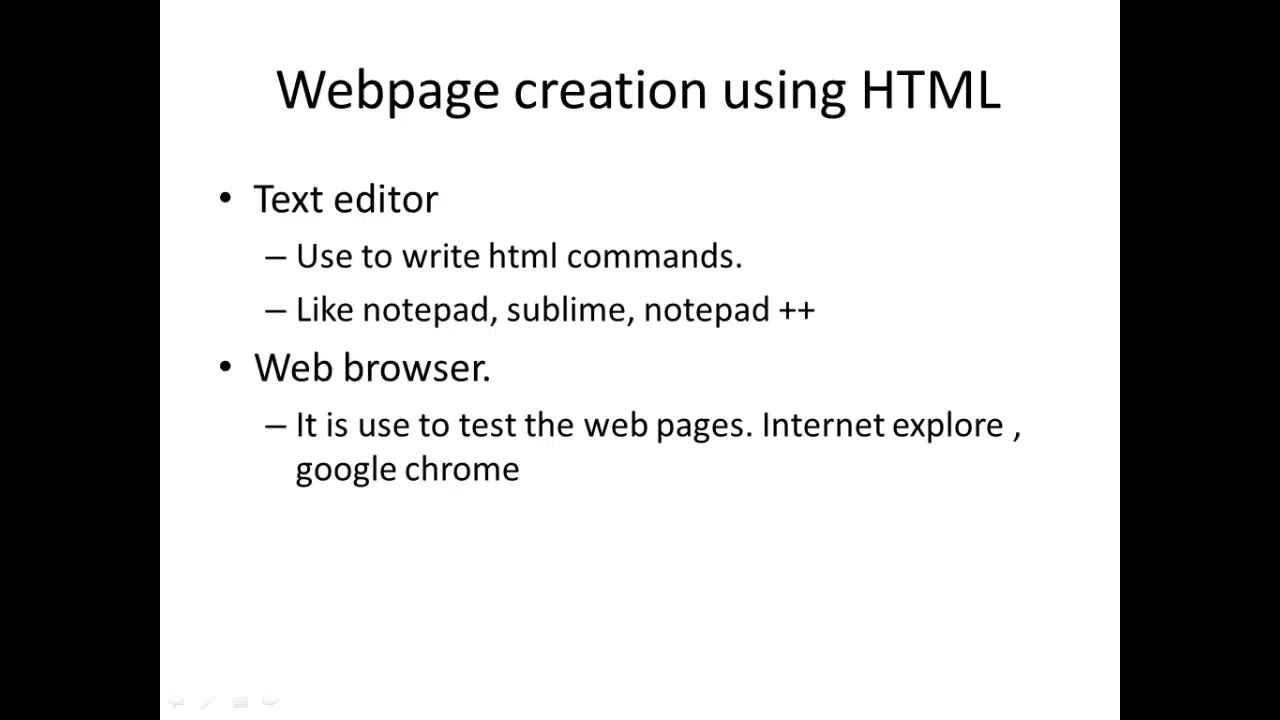 Webpage creation using HTML
• Text editor
– Use to write html commands.
– Like notepad, sublime, notepad ++
• Web browser.
– It is use to test the web pages. Internet explore ,
google chrome